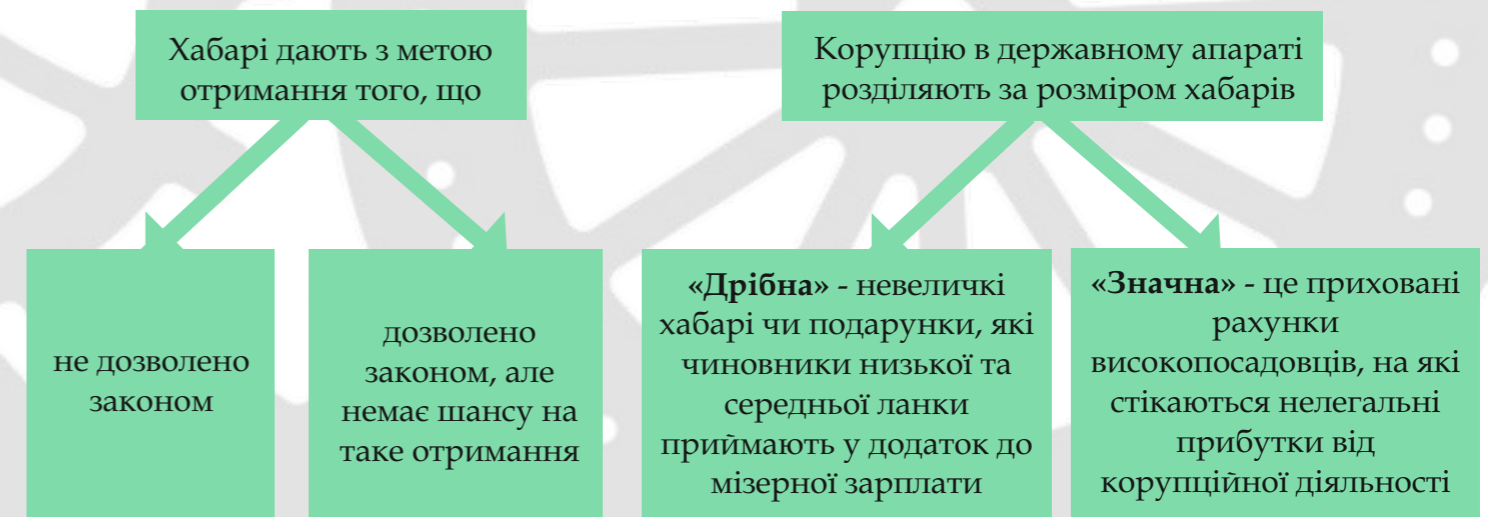 Хабарі дають з метою
отримання того, що
Корупцію в державному апараті
розділяють за розміром хабарів
не дозволено
законом
дозволено
законом, але
немає шансу на
таке отримання
«Дрібна» - невеличкі
хабарі чи подарунки, які
чиновники низької та
середньої ланки
приймають у додаток до
мізерної зарплати
«Значна» - це приховані
рахунки
високопосадовців, на які
стікаються нелегальні
прибутки від
корупційної діяльності